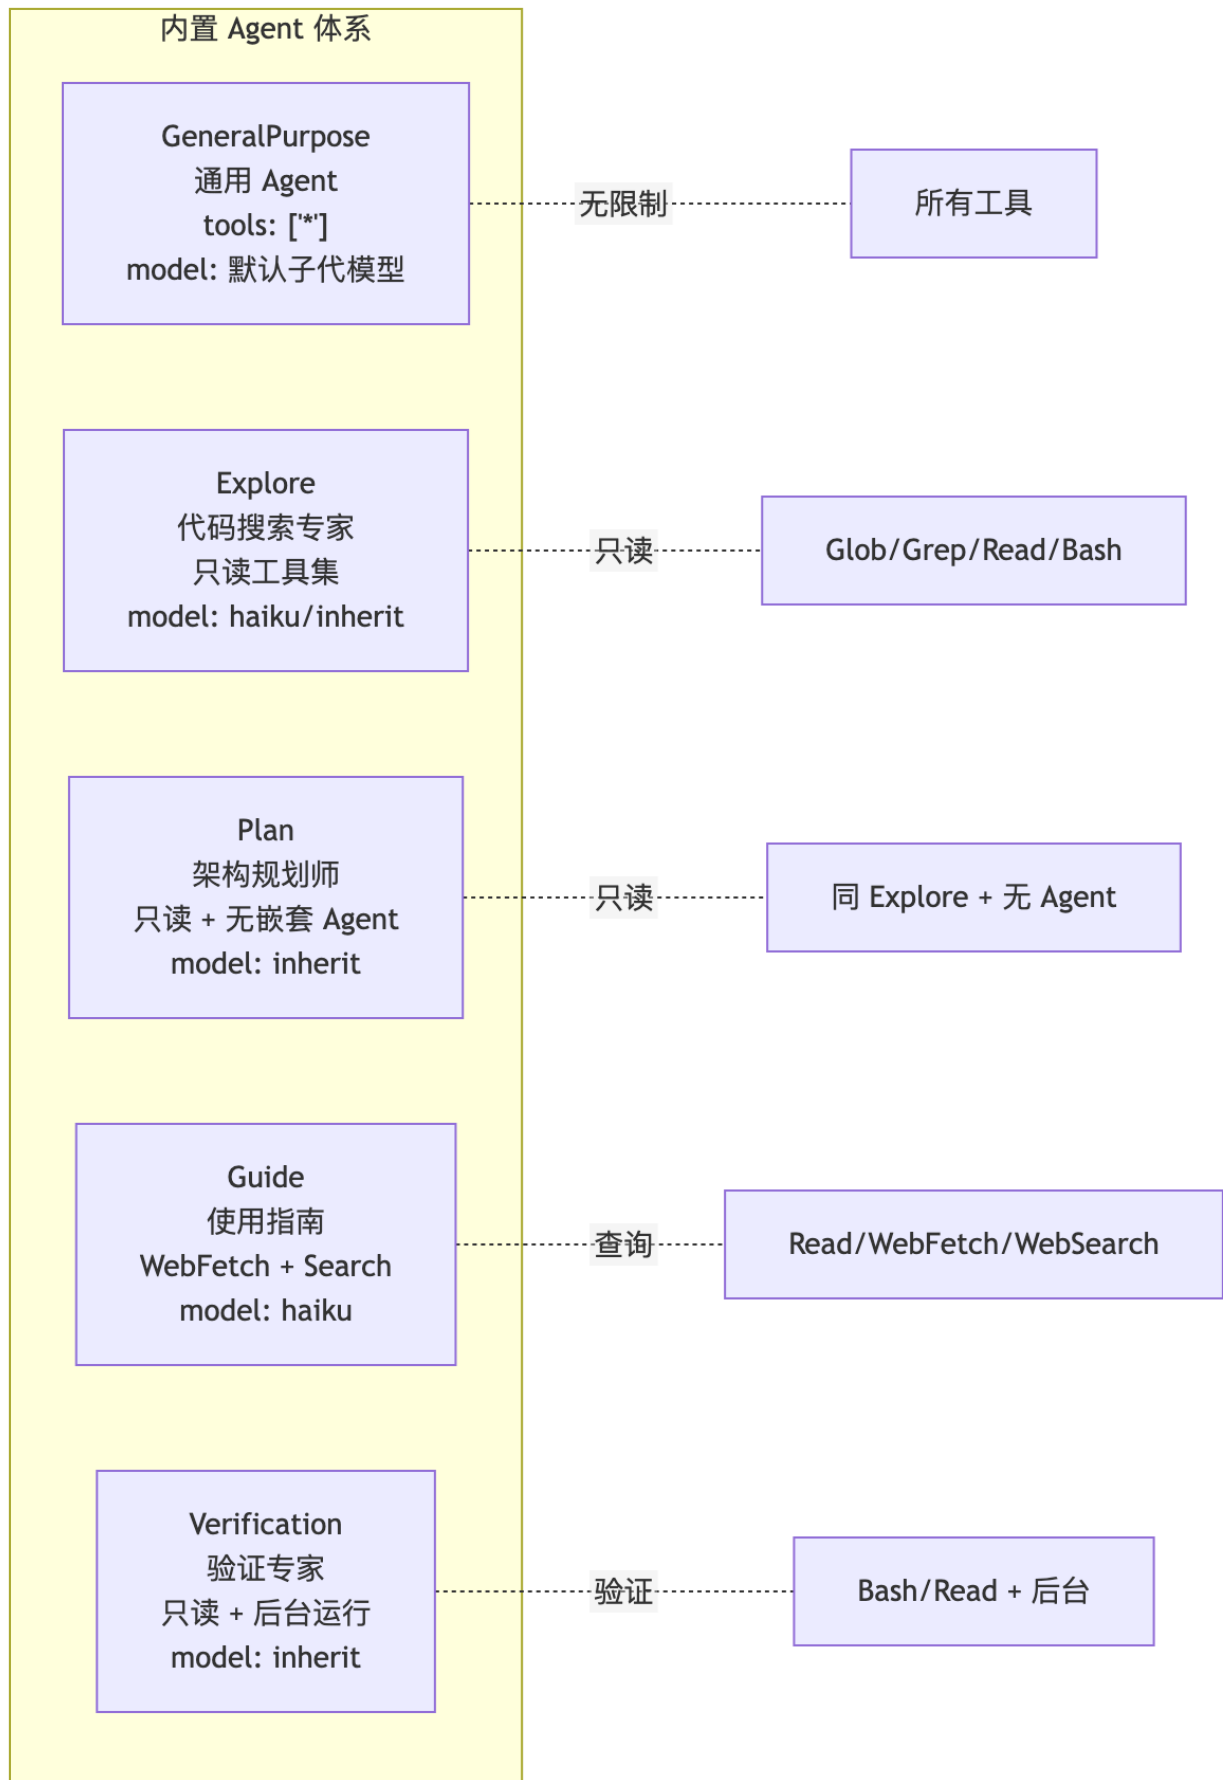 内置 Agent 体系
GeneralPurpose
通用 Agent
tools: ['*']
model: 默认子代模型
无限制
所有工具
Explore
代码搜索专家
只读工具集
model: haiku/inherit
只读
Glob/Grep/Read/Bash
Plan
架构规划师
只读 + 无嵌套 Agent
model: inherit
只读
同 Explore + 无 Agent
Guide
使用指南
WebFetch + Search
model: haiku
查询
Read/WebFetch/WebSearch
Verification
验证专家
只读 + 后台运行
model: inherit
验证
Bash/Read + 后台